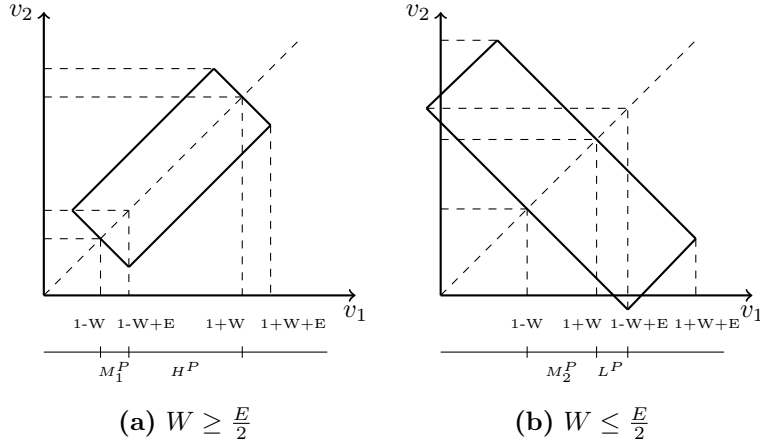 v₂
v₁
1-W 1-W+E 1+W 1+W+E
M₁ᴾ Hᴾ
(a) W ≥ E/2
v₂
v₁
1-W 1+W 1-W+E 1+W+E
M₂ᴾ Lᴾ
(b) W ≤ E/2